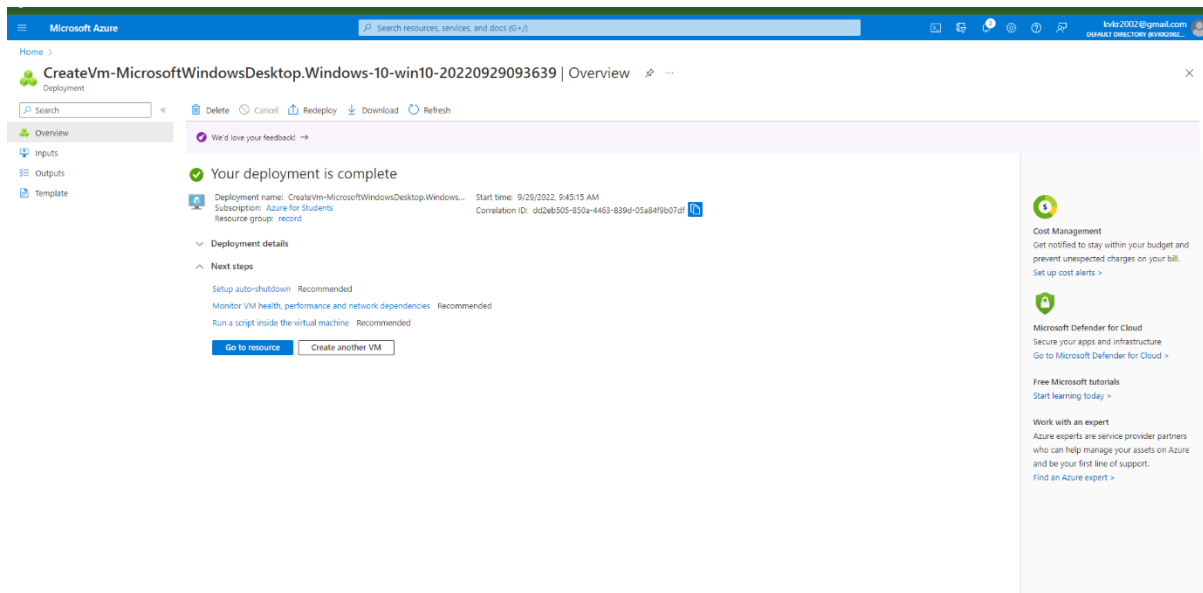 Microsoft Azure
Search resources, services, and docs (G+/)
kvkr2002@gmail.com
DEFAULT DIRECTORY (KVKR2002...
Home >
CreateVm-MicrosoftWindowsDesktop.Windows-10-win10-20220929093639 | Overview
Deployment
Search
Delete Cancel Redeploy Download Refresh
Overview
Inputs
Outputs
Template
We'd love your feedback! →
Your deployment is complete
Deployment name: CreateVm-MicrosoftWindowsDesktop.Windows... Start time: 9/29/2022, 9:45:15 AM
Subscription: Azure for Students Correlation ID: dd2eb505-850a-4463-839d-05a84f9b07df
Resource group: record
Deployment details
Next steps
Setup auto-shutdown Recommended
Monitor VM health, performance and network dependencies Recommended
Run a script inside the virtual machine Recommended
Go to resource Create another VM
Cost Management
Get notified to stay within your budget and
prevent unexpected charges on your bill.
Set up cost alerts >
Microsoft Defender for Cloud
Secure your apps and infrastructure
Go to Microsoft Defender for Cloud >
Free Microsoft tutorials
Start learning today >
Work with an expert
Azure experts are service provider partners
who can help manage your assets on Azure
and be your first line of support.
Find an Azure expert >